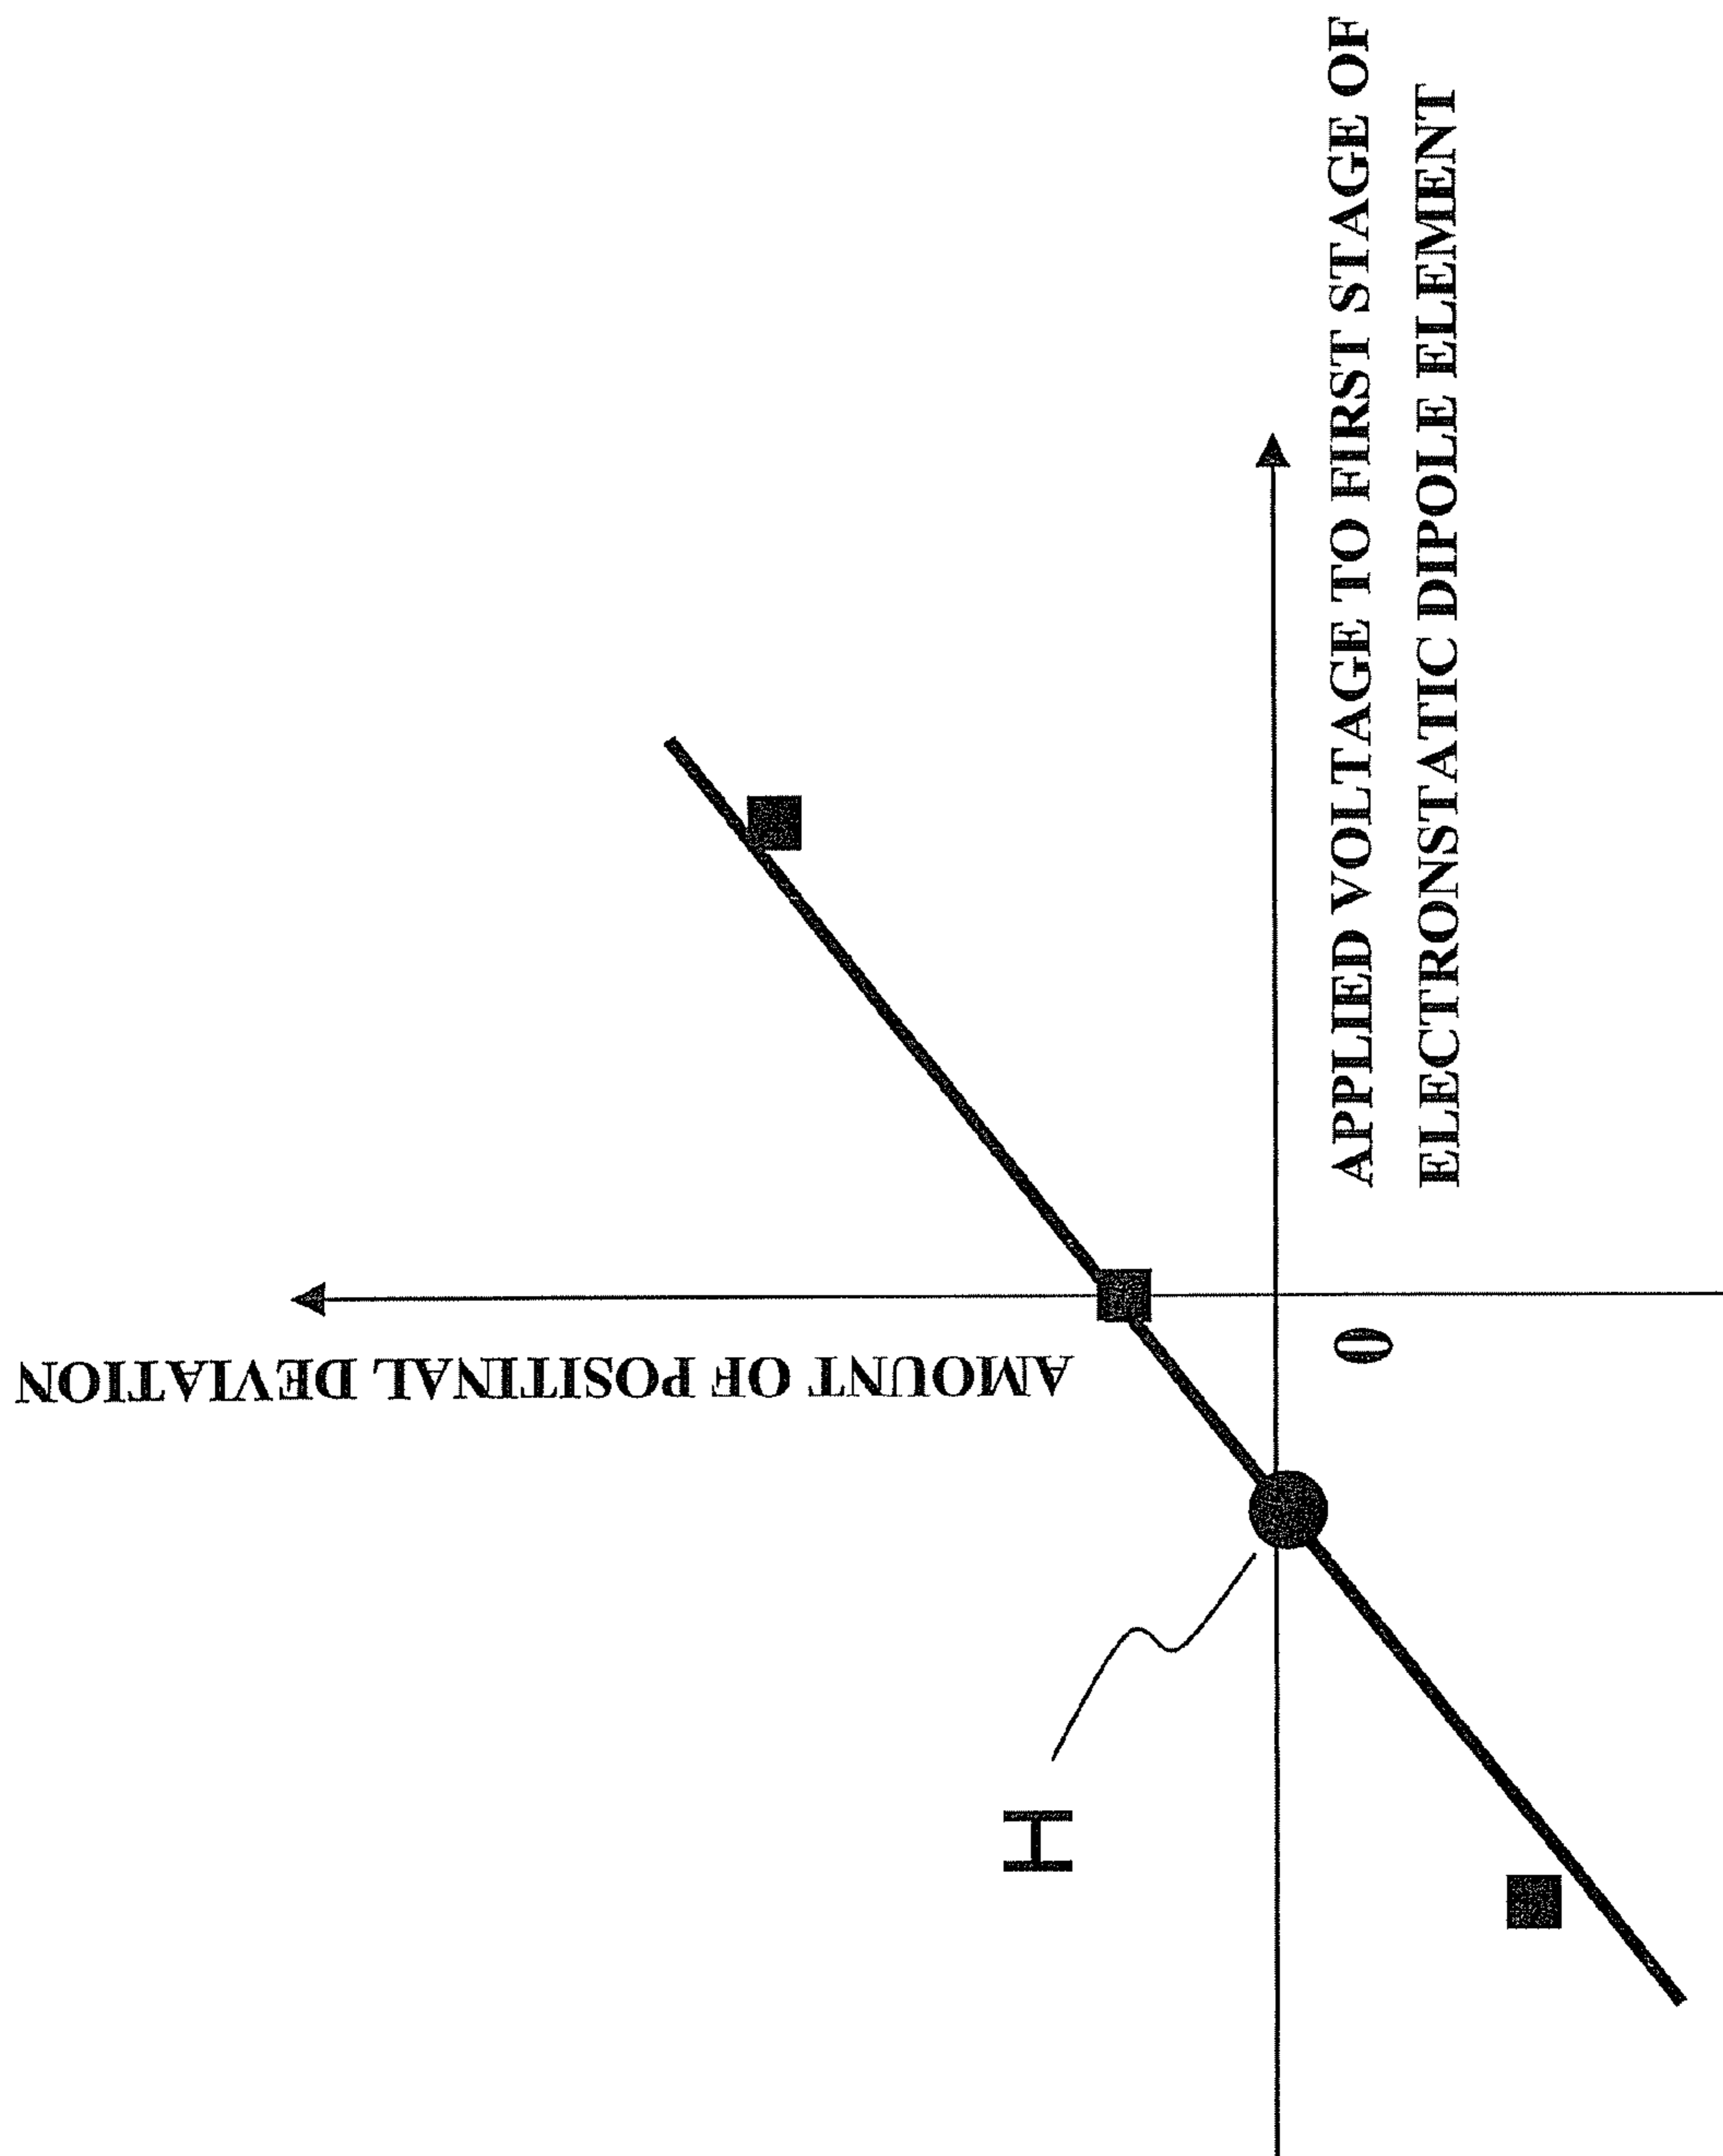 AMOUNT OF POSITINAL DEVIATION
H
0
APPLIED VOLTAGE TO FIRST STAGE OF
ELECTRONSTATIC DIPOLE ELEMENT